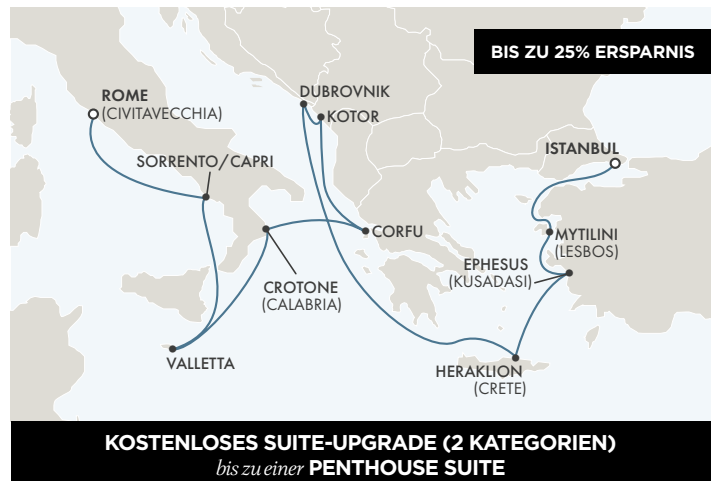 BIS ZU 25% ERSPARNIS
DUBROVNIK
ROME
(CIVITAVECCHIA)
KOTOR
ISTANBUL
SORRENTO/CAPRI
CORFU
MYTILINI
(LESBOS)
EPHESUS
(KUSADASI)
CROTONE
(CALABRIA)
VALLETTA
HERAKLION
(CRETE)
KOSTENLOSES SUITE-UPGRADE (2 KATEGORIEN)
bis zu einer PENTHOUSE SUITE